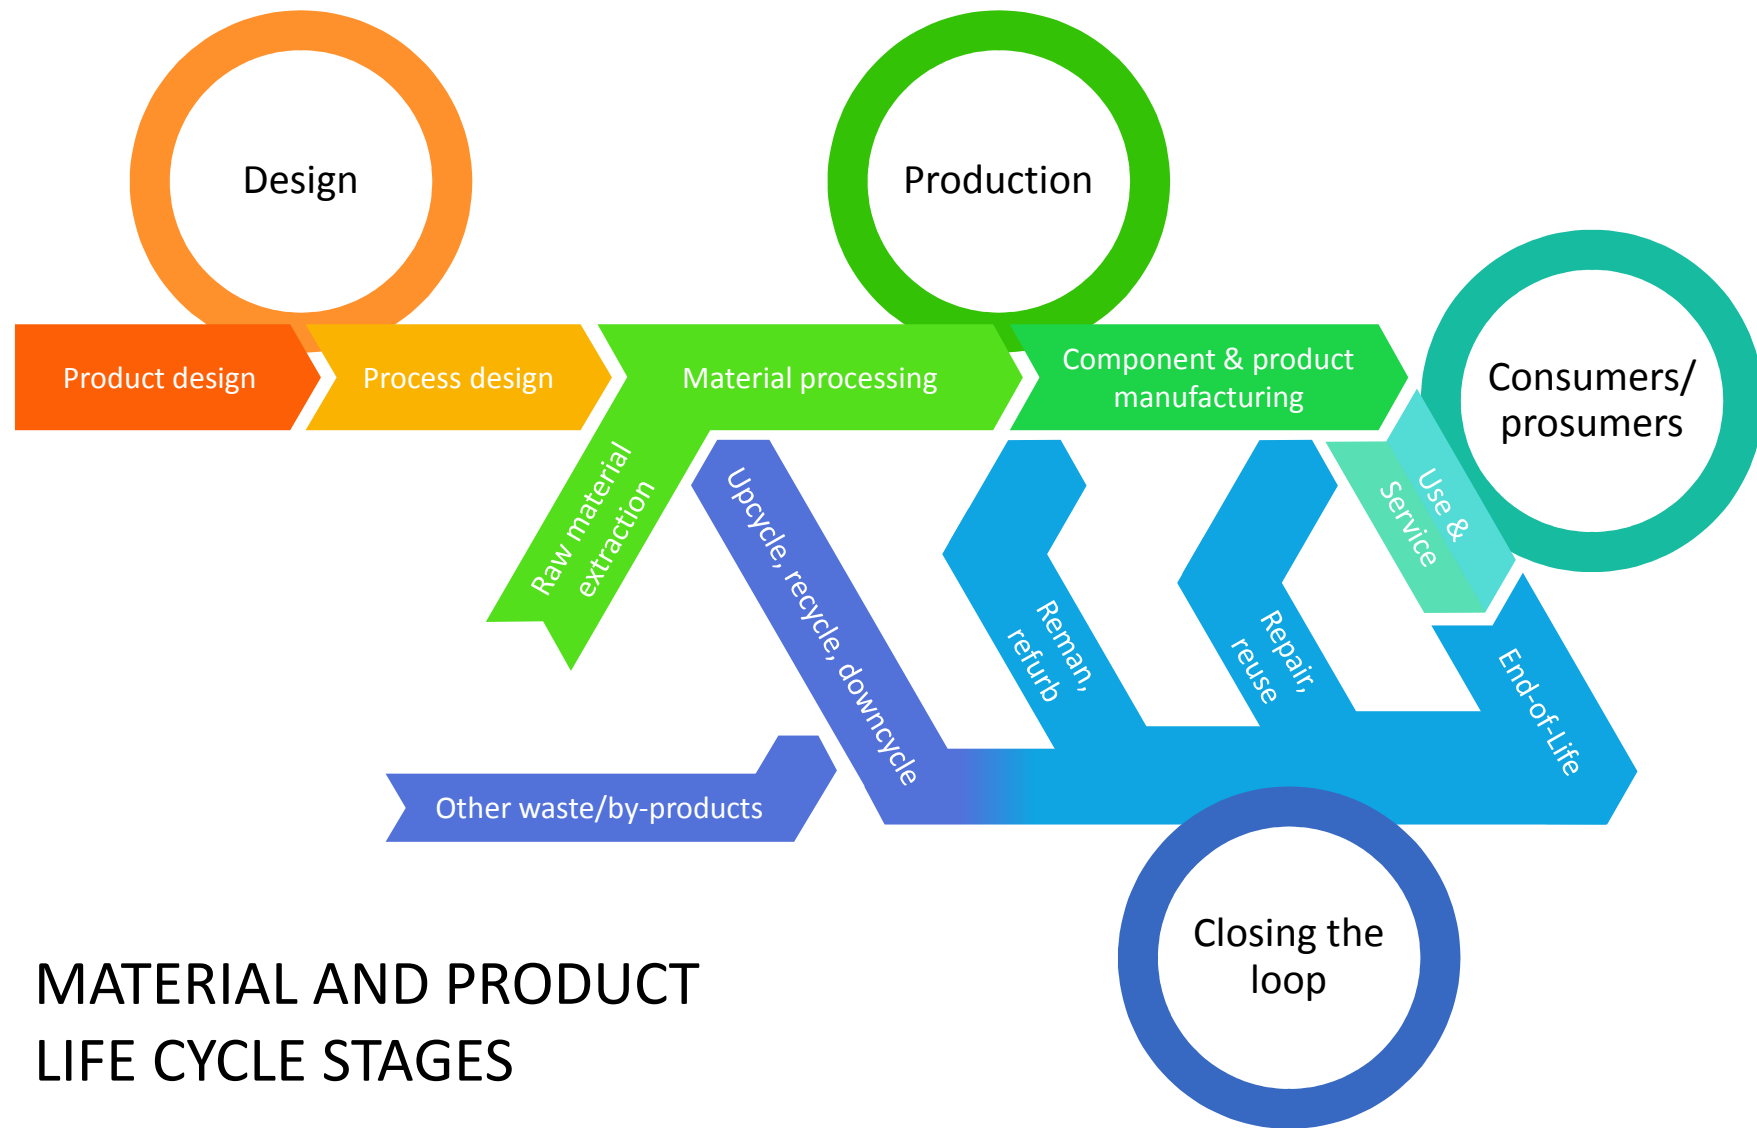 Design
Production
Consumers/
prosumers
Product design
Process design
Material processing
Component & product
manufacturing
Raw material
extraction
Upcycle, recycle, downcycle
Reman,
refurb
Repair,
reuse
Use &
Service
End-of-Life
Other waste/by-products
Closing the
loop
MATERIAL AND PRODUCT
LIFE CYCLE STAGES